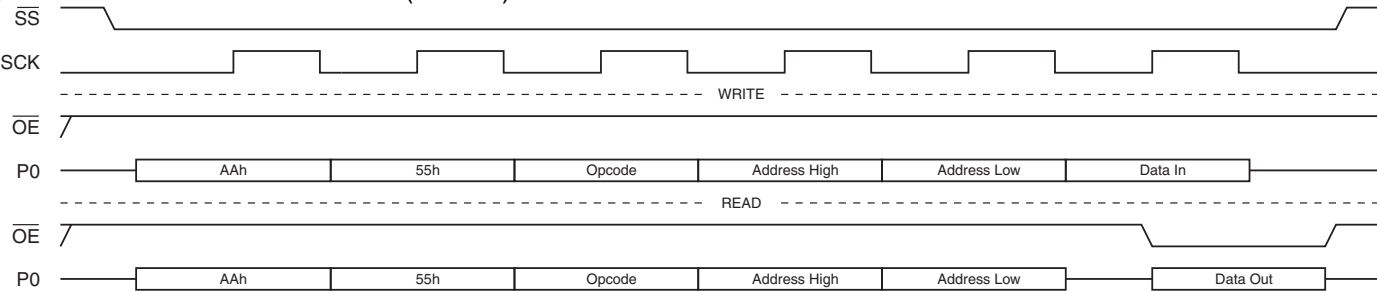 SS
SCK
WRITE
OE
P0 AAh 55h Opcode Address High Address Low Data In
READ
OE
P0 AAh 55h Opcode Address High Address Low Data Out